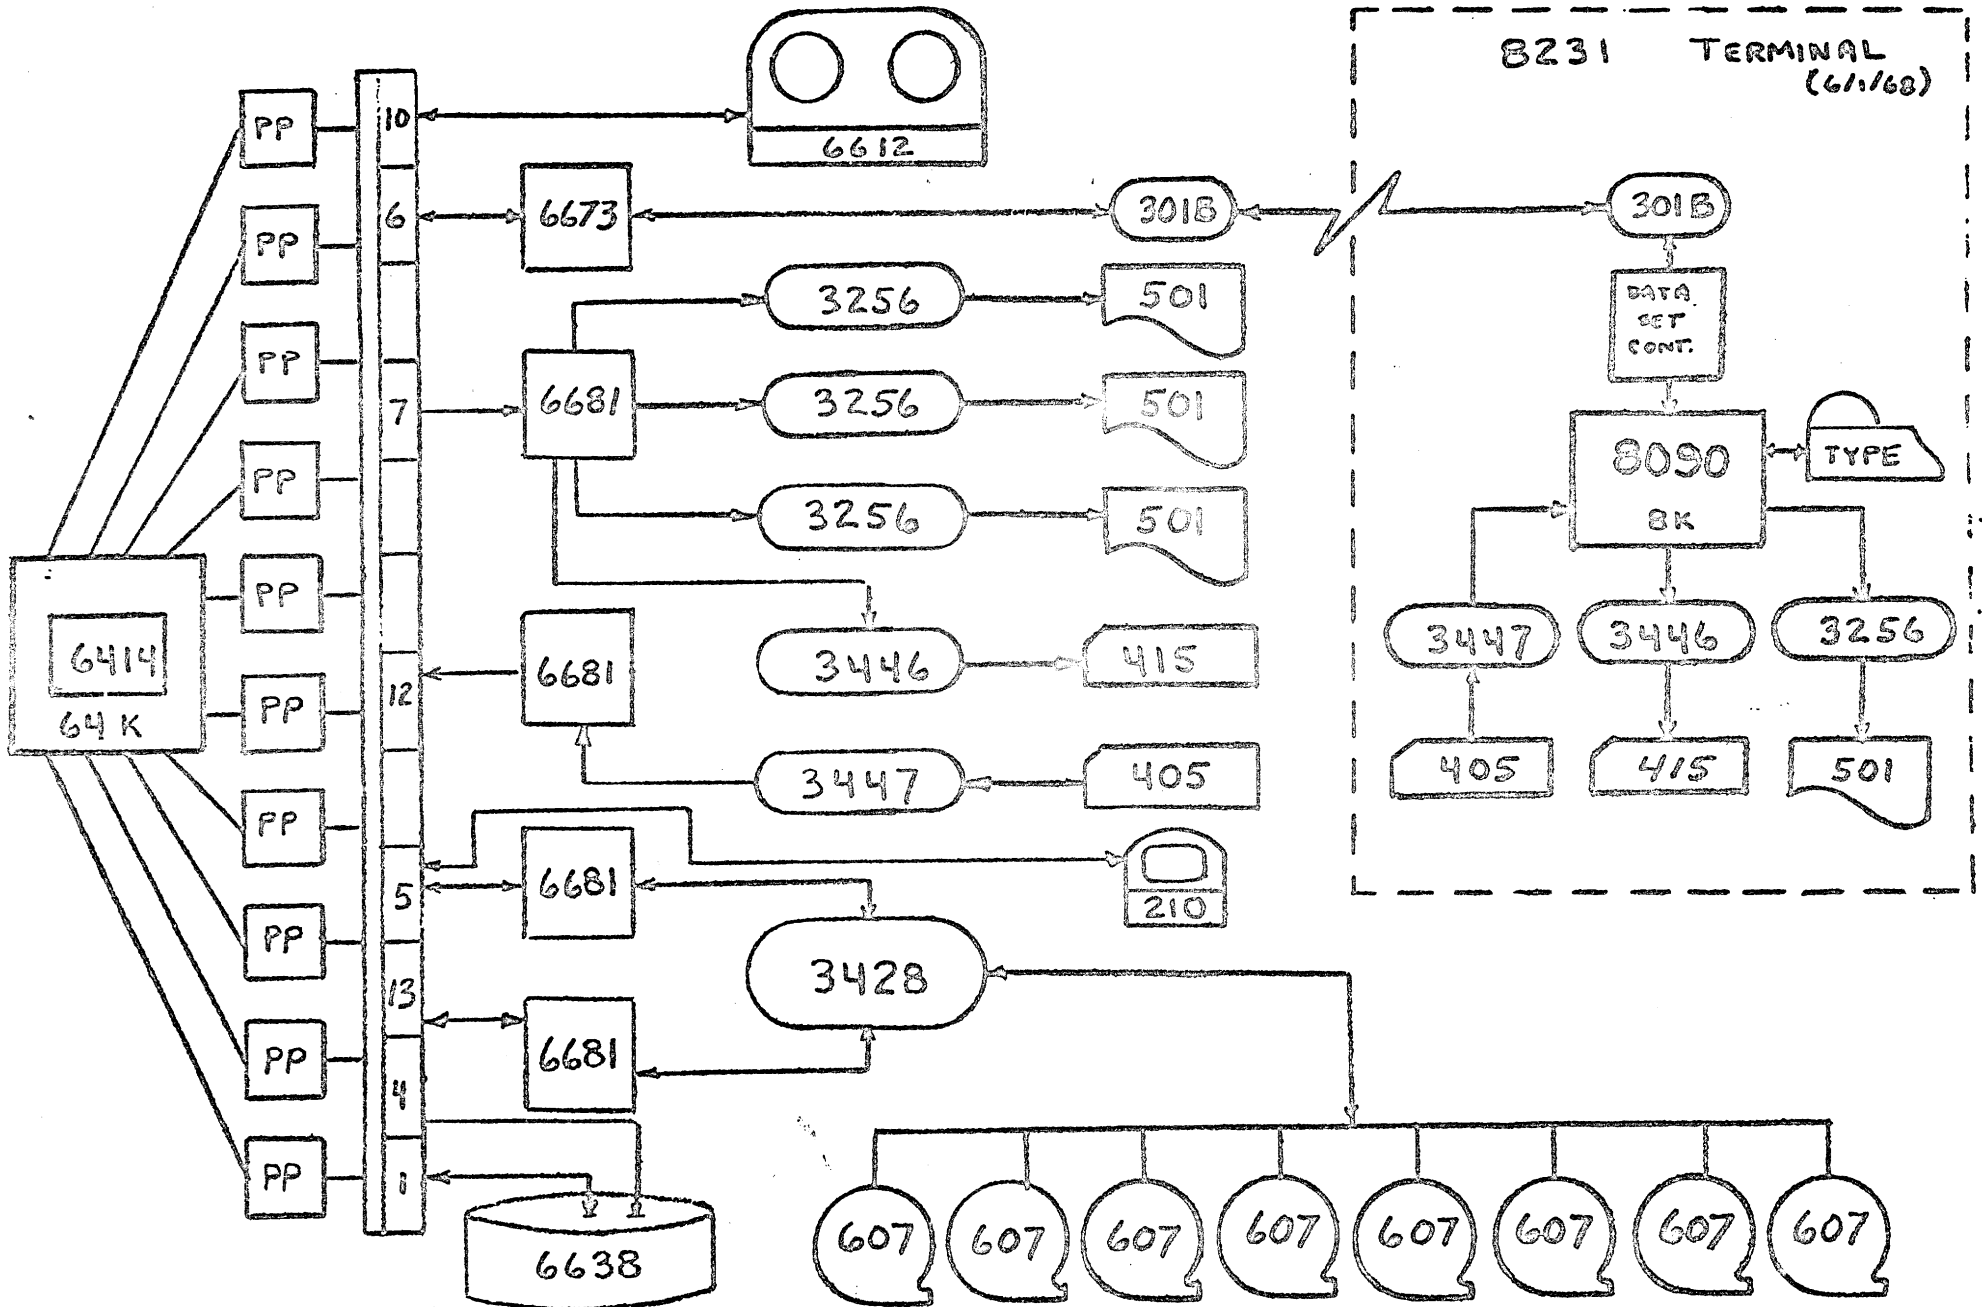 8231 TERMINAL
(6/1/68)
PP
10
6612
6
6673
301B
301B
PP
3256
501
DATA
SET
CONT.
PP
7
6681
3256
501
8090
8K
TYPE
PP
3256
501
PP
6414
64 K
12
6681
3446
415
3447
3446
3256
PP
3447
405
405
415
501
PP
5
6681
210
PP
3428
13
6681
PP
4
PP
1
6638
607
607
607
607
607
607
607
607